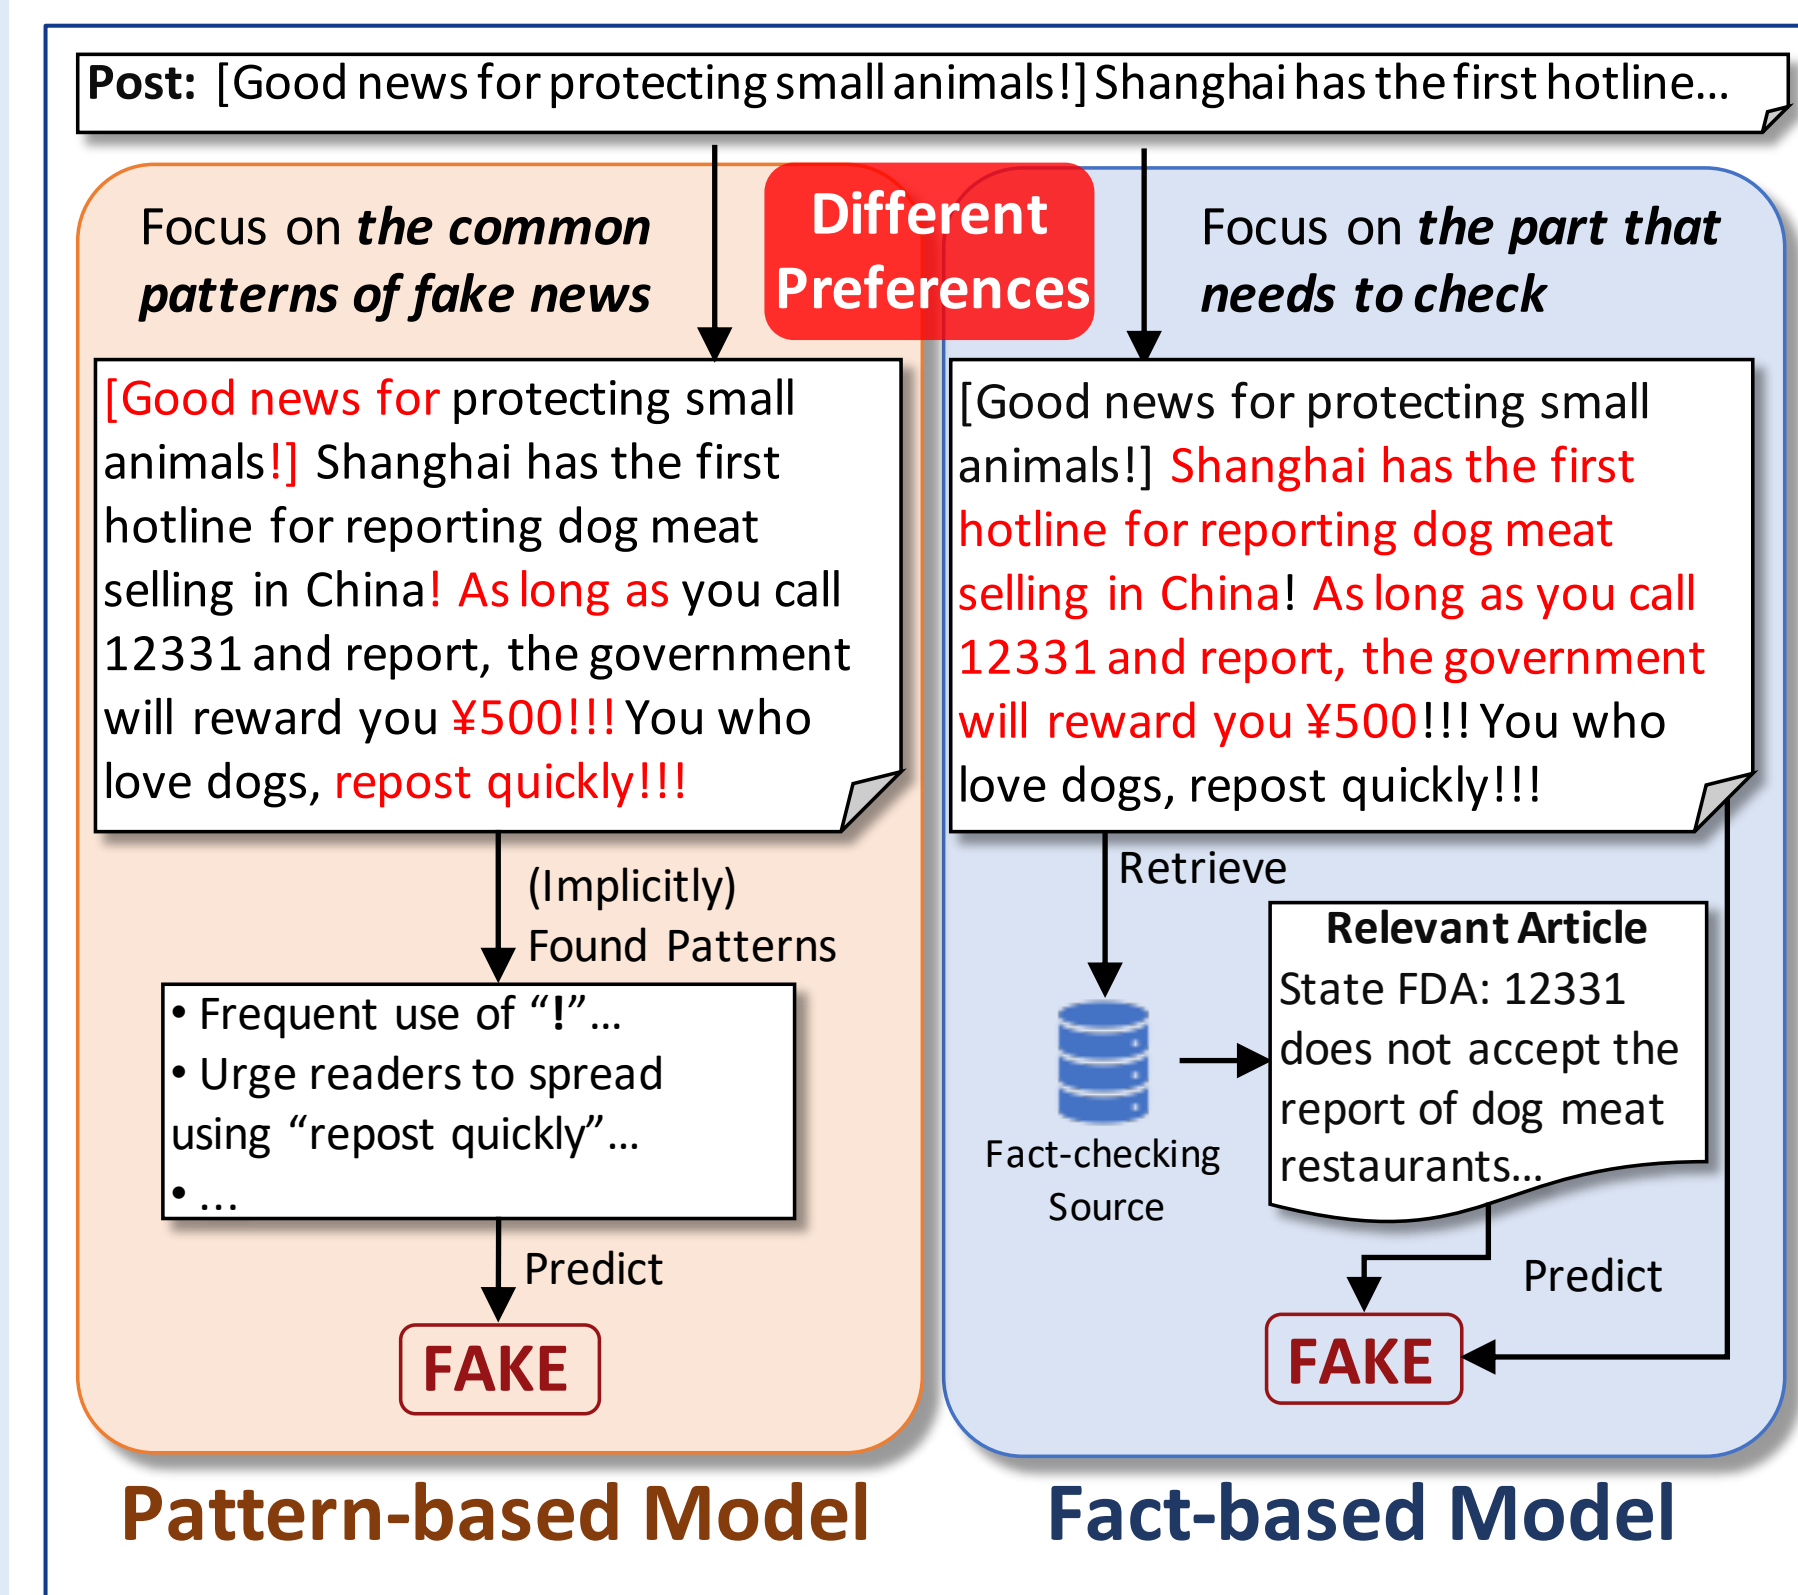 Post: [Good news for protecting small animals!] Shanghai has the first hotline...
Different
Preferences
Focus on the common
patterns of fake news
[Good news for protecting small
animals!] Shanghai has the first
hotline for reporting dog meat
selling in China! As long as you call
12331 and report, the government
will reward you ¥500!!! You who
love dogs, repost quickly!!!
(Implicitly)
Found Patterns
• Frequent use of “!”...
• Urge readers to spread
using “repost quickly”...
• ...
Predict
FAKE
Pattern-based Model
Focus on the part that
needs to check
[Good news for protecting small
animals!] Shanghai has the first
hotline for reporting dog meat
selling in China! As long as you call
12331 and report, the government
will reward you ¥500!!! You who
love dogs, repost quickly!!!
Retrieve
Fact-checking
Source
Relevant Article
State FDA: 12331
does not accept the
report of dog meat
restaurants...
Predict
FAKE
Fact-based Model